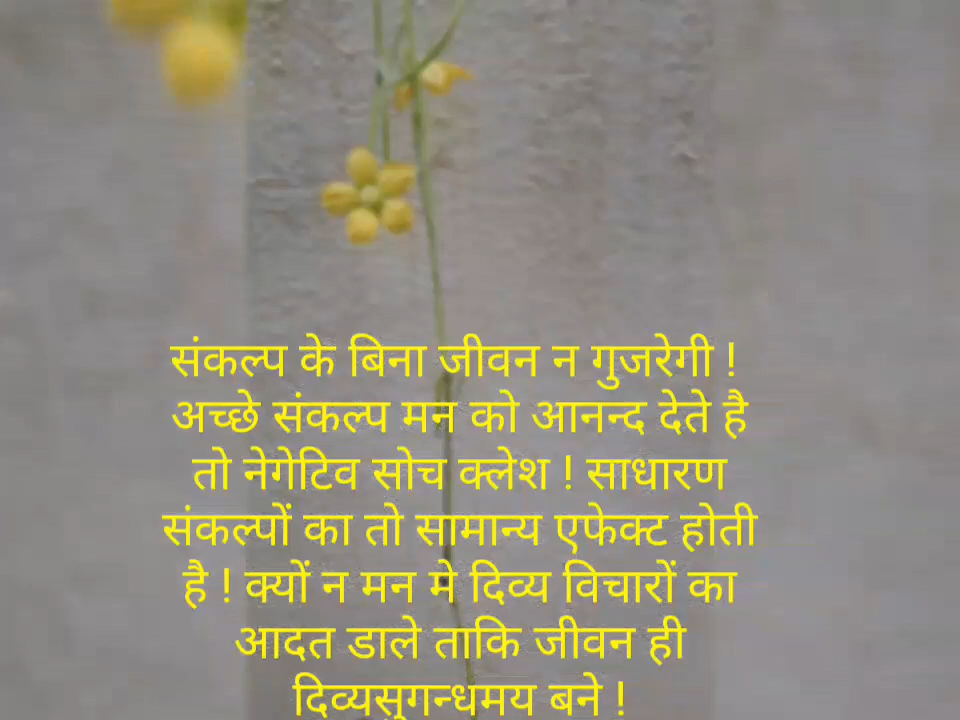 संकल्प के बिना जीवन न गुजरेगी !
अच्छे संकल्प मन को आनन्द देते है
तो नेगेटिव सोच क्लेश ! साधारण
संकल्पों का तो सामान्य एफेक्ट होती
है ! क्यों न मन मे दिव्य विचारों का
आदत डाले ताकि जीवन ही
दिव्यसुगन्धमय बने !